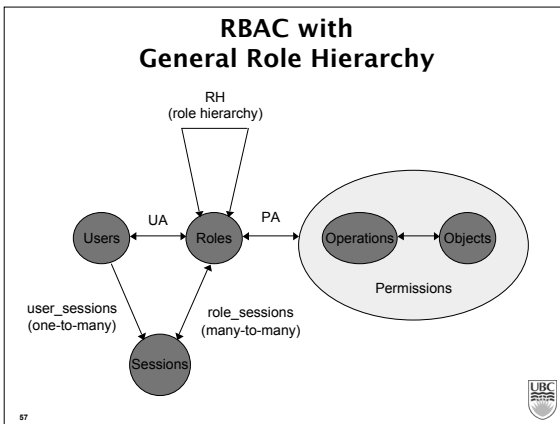 RBAC with
General Role Hierarchy
RH
(role hierarchy)
UA
PA
Users
Roles
Operations
Objects
Permissions
user_sessions
(one-to-many)
role_sessions
(many-to-many)
Sessions
UBC
57